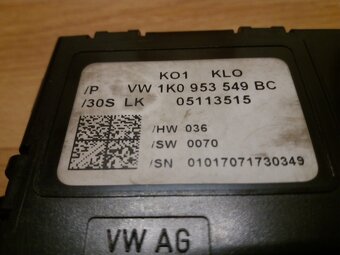 KO1 KLO
/P VW 1K0 953 549 BC
/30S LK 05113515
/HW 036
/SW 0070
/SN 01017071730349
VW AG